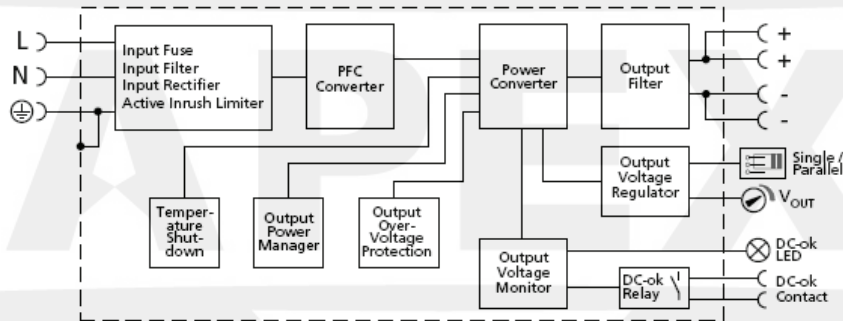 L
N
Input Fuse
Input Filter
Input Rectifier
Active Inrush Limiter
PFC
Converter
Power
Converter
Output
Filter
+
+
-
-
Output
Voltage
Regulator
Single /
Parallel
VOUT
Temper-
ature
Shut-
down
Output
Power
Manager
Output
Over-
Voltage
Protection
Output
Voltage
Monitor
DC-ok
LED
DC-ok
Relay
DC-ok
Contact
APEX